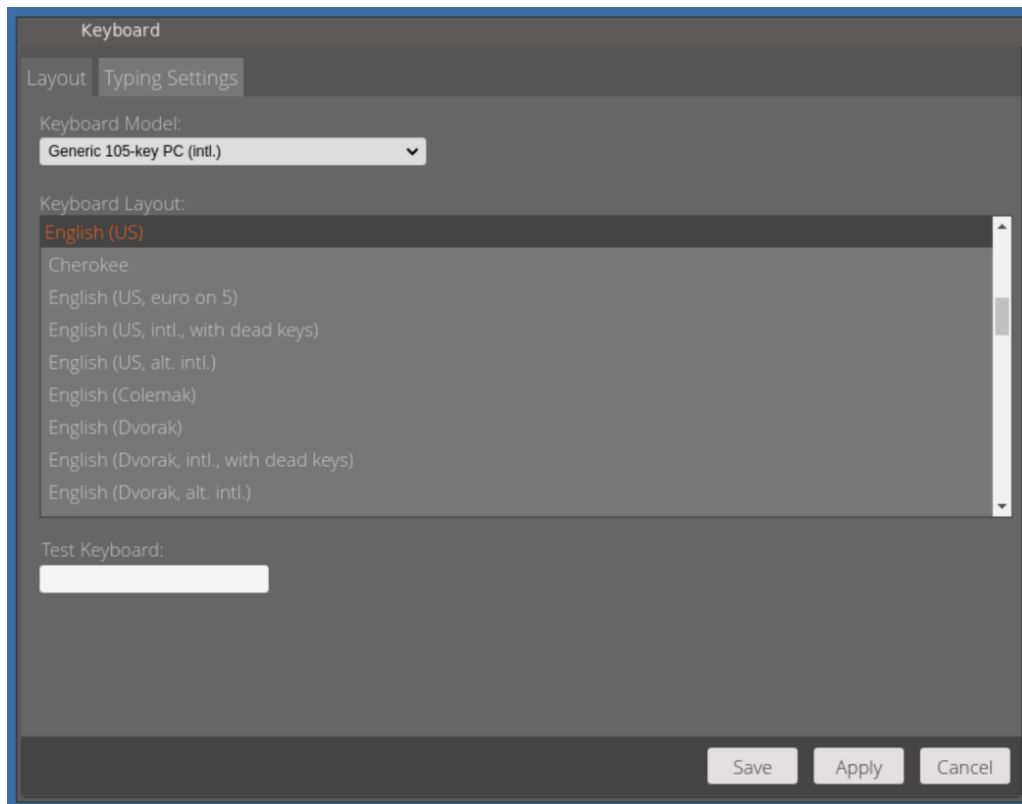 Keyboard
Layout Typing Settings
Keyboard Model:
Generic 105-key PC (intl.)
Keyboard Layout:
English (US)
Cherokee
English (US, euro on 5)
English (US, intl., with dead keys)
English (US, alt. intl.)
English (Colemak)
English (Dvorak)
English (Dvorak, intl., with dead keys)
English (Dvorak, alt. intl.)
Test Keyboard:
Save Apply Cancel